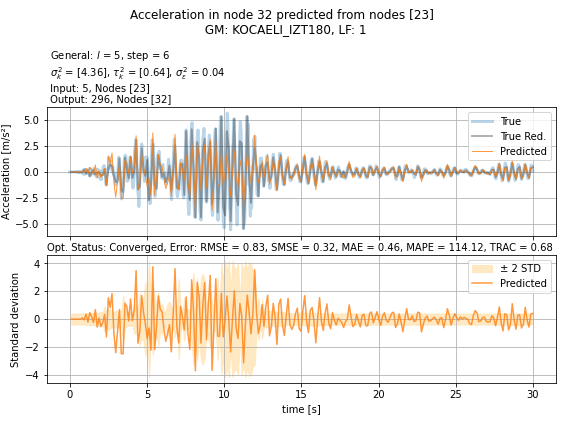 Acceleration in node 32 predicted from nodes [23]
GM: KOCAELI_IZT180, LF: 1
General: l = 5, step = 6
σ²ₖ = [4.36], τ²ₖ = [0.64], σ²ε = 0.04
Input: 5, Nodes [23]
Output: 296, Nodes [32]
Acceleration [m/s²]
5.0
2.5
0.0
−2.5
−5.0
True
True Red.
Predicted
Opt. Status: Converged, Error: RMSE = 0.83, SMSE = 0.32, MAE = 0.46, MAPE = 114.12, TRAC = 0.68
Standard deviation
4
2
0
−2
−4
± 2 STD
Predicted
0 5 10 15 20 25 30
time [s]